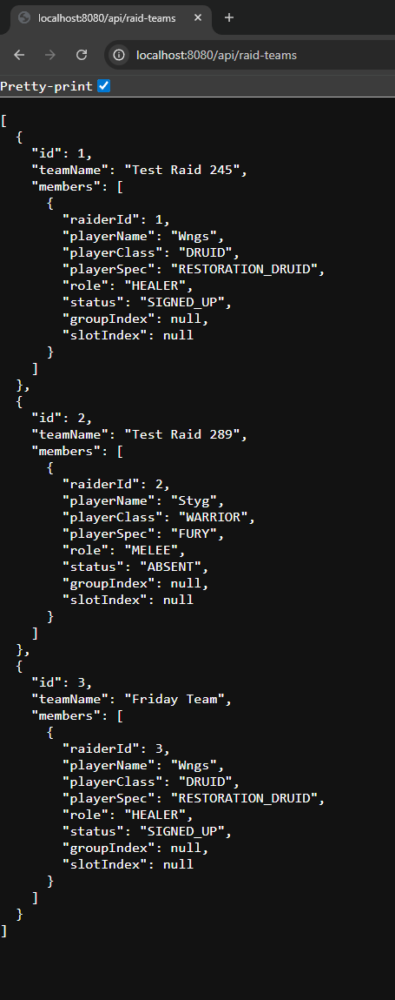 localhost:8080/api/raid-teams
localhost:8080/api/raid-teams
Pretty-print
[
  {
    "id": 1,
    "teamName": "Test Raid 245",
    "members": [
      {
        "raiderId": 1,
        "playerName": "Wngs",
        "playerClass": "DRUID",
        "playerSpec": "RESTORATION_DRUID",
        "role": "HEALER",
        "status": "SIGNED_UP",
        "groupIndex": null,
        "slotIndex": null
      }
    ]
  },
  {
    "id": 2,
    "teamName": "Test Raid 289",
    "members": [
      {
        "raiderId": 2,
        "playerName": "Styg",
        "playerClass": "WARRIOR",
        "playerSpec": "FURY",
        "role": "MELEE",
        "status": "ABSENT",
        "groupIndex": null,
        "slotIndex": null
      }
    ]
  },
  {
    "id": 3,
    "teamName": "Friday Team",
    "members": [
      {
        "raiderId": 3,
        "playerName": "Wngs",
        "playerClass": "DRUID",
        "playerSpec": "RESTORATION_DRUID",
        "role": "HEALER",
        "status": "SIGNED_UP",
        "groupIndex": null,
        "slotIndex": null
      }
    ]
  }
]